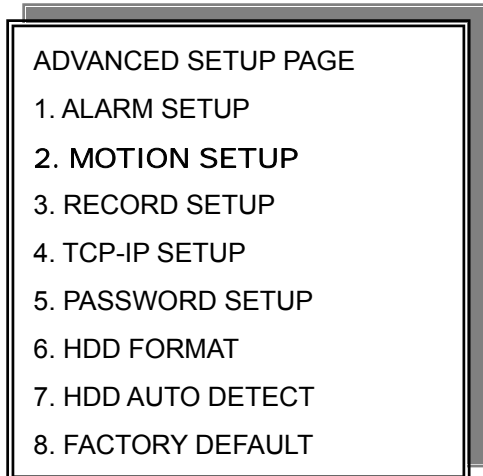 ADVANCED SETUP PAGE
1. ALARM SETUP
2. MOTION SETUP
3. RECORD SETUP
4. TCP-IP SETUP
5. PASSWORD SETUP
6. HDD FORMAT
7. HDD AUTO DETECT
8. FACTORY DEFAULT